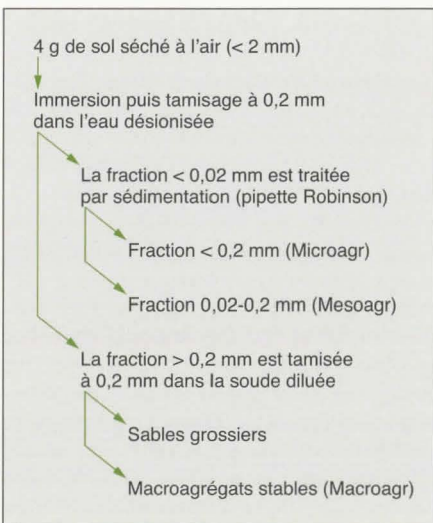 4 g de sol séché à l'air (< 2 mm)
Immersion puis tamisage à 0,2 mm
dans l'eau désionisée
La fraction < 0,02 mm est traitée
par sédimentation (pipette Robinson)
Fraction < 0,2 mm (Microagr)
Fraction 0,02-0,2 mm (Mesoagr)
La fraction > 0,2 mm est tamisée
à 0,2 mm dans la soude diluée
Sables grossiers
Macroagrégats stables (Macroagr)